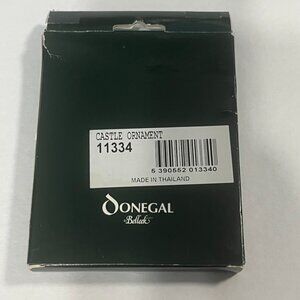 CASTLE ORNAMENT
11334
5 390552 013340
MADE IN THAILAND
DONEGAL
Belleek